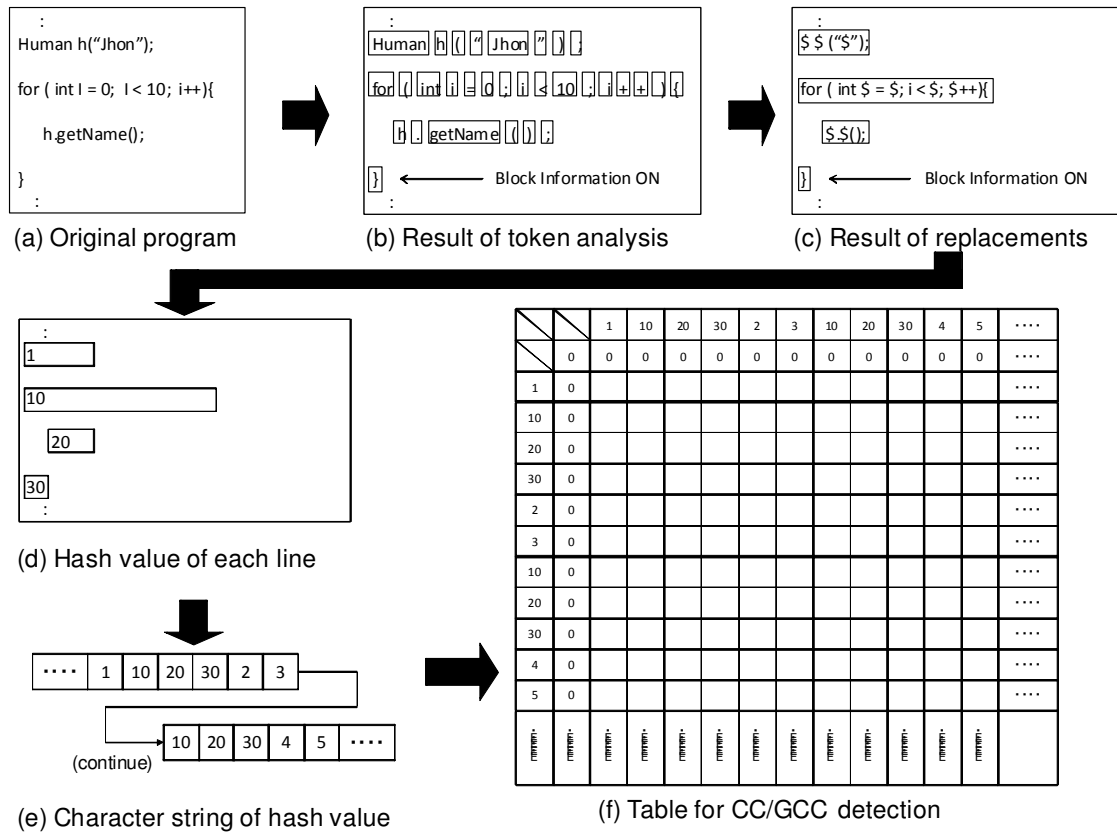 :
Human h(“Jhon”);
for ( int I = 0; I < 10; i++){
h.getName();
}
:
(a) Original program
:
Human h ( “ Jhon ” ) ;
for ( int i = 0 ; i < 10 ; i + + ) {
h . getName ( ) ;
} Block Information ON
:
(b) Result of token analysis
:
$ $ (“$”);
for ( int $ = $; i < $; $++){
$.$();
} Block Information ON
:
(c) Result of replacements
:
1
10
20
30
:
(d) Hash value of each line
···· 1 10 20 30 2 3
10 20 30 4 5 ····
(continue)
(e) Character string of hash value
1 10 20 30 2 3 10 20 30 4 5 ····
0 0 0 0 0 0 0 0 0 0 0 0 ····
1 0 ····
10 0 ····
20 0 ····
30 0 ····
2 0 ····
3 0 ····
10 0 ····
20 0 ····
30 0 ····
4 0 ····
5 0 ····
(f) Table for CC/GCC detection